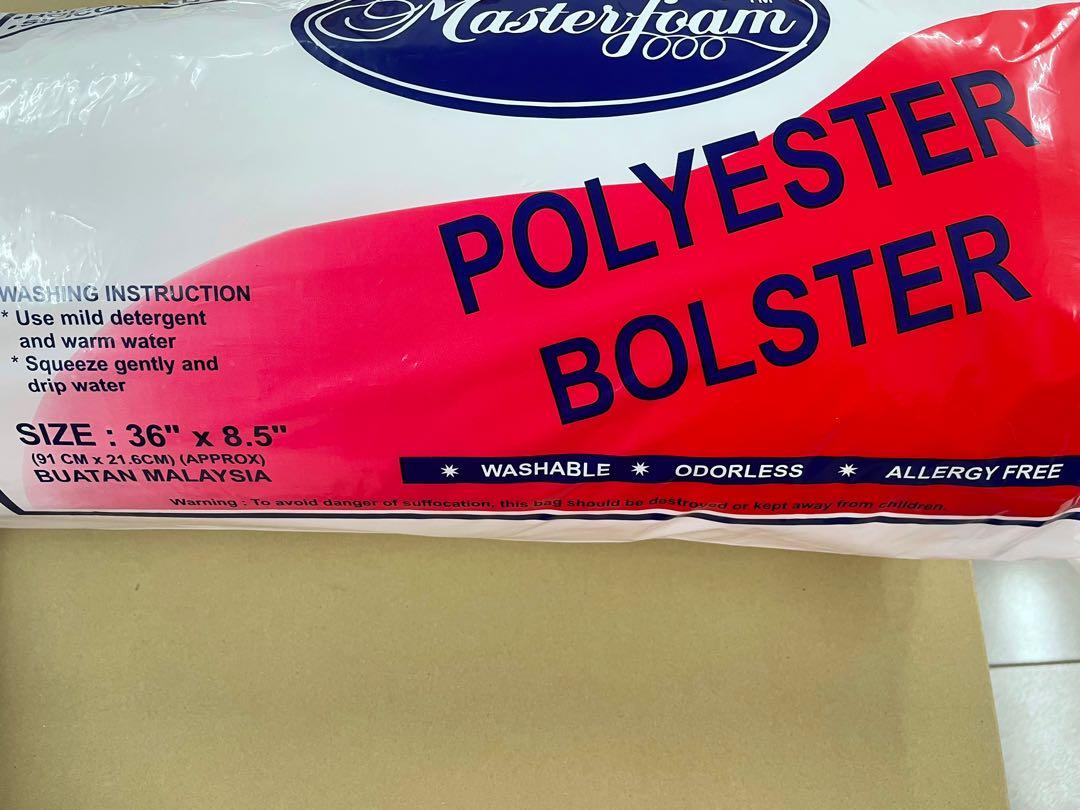 Masterfoam
TM
POLYESTER
BOLSTER
WASHING INSTRUCTION
* Use mild detergent
and warm water
* Squeeze gently and
drip water
SIZE : 36" x 8.5"
(91 CM x 21.6CM) (APPROX)
BUATAN MALAYSIA
* WASHABLE * ODORLESS * ALLERGY FREE
Warning : To avoid danger of suffocation, this bag should be destroyed or kept away from children.